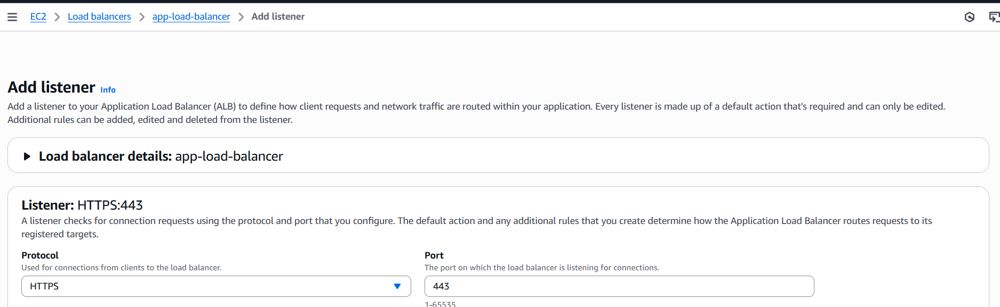 EC2 Load balancers app-load-balancer Add listener
Add listener Info
Add a listener to your Application Load Balancer (ALB) to define how client requests and network traffic are routed within your application. Every listener is made up of a default action that's required and can only be edited.
Additional rules can be added, edited and deleted from the listener.
Load balancer details: app-load-balancer
Listener: HTTPS:443
A listener checks for connection requests using the protocol and port that you configure. The default action and any additional rules that you create determine how the Application Load Balancer routes requests to its
registered targets.
Protocol
Used for connections from clients to the load balancer.
HTTPS
Port
The port on which the load balancer is listening for connections.
443
1-65535